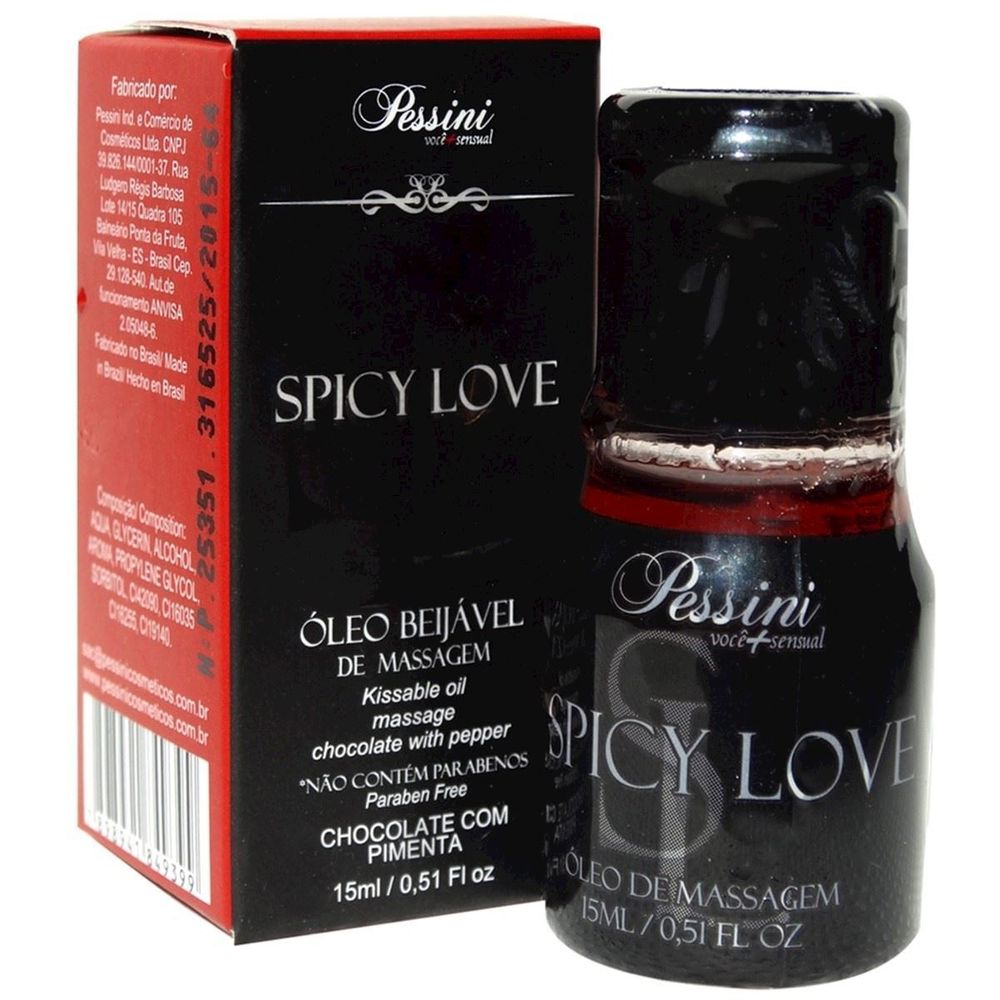 Fabricado por:
Pessini Ind. e Comércio de
Cosméticos Ltda. CNPJ
39.826.144/0001-37. Rua
Ludgero Régis Barbosa
Lote 14/15 Quadra 105
Balneário Ponta da Fruta,
Vila Velha - ES - Brasil Cep.
29.128-540. Aut.de
funcionamento ANVISA
2.05048-6.
Fabricado no Brasil/ Made
in Brazil/ Hecho en Brasil
Composição/ Composition:
AQUA, GLYCERIN, ALCOHOL,
AROMA, PROPYLENE GLYCOL,
SORBITOL, CI42090, CI16035
CI16255, CI19140.
sac@pessinicosmeticos.com.br
www.pessinicosmeticos.com.br
N:P.25351.316525/2015-64
Pessini
você+sensual
SPICY LOVE
ÓLEO BEIJÁVEL
DE MASSAGEM
Kissable oil
massage
chocolate with pepper
*NÃO CONTÉM PARABENOS
Paraben Free
CHOCOLATE COM
PIMENTA
15ml / 0,51 Fl oz
Pessini
você+sensual
SL
SPICY LOVE
ÓLEO DE MASSAGEM
15ML / 0,51 FL OZ